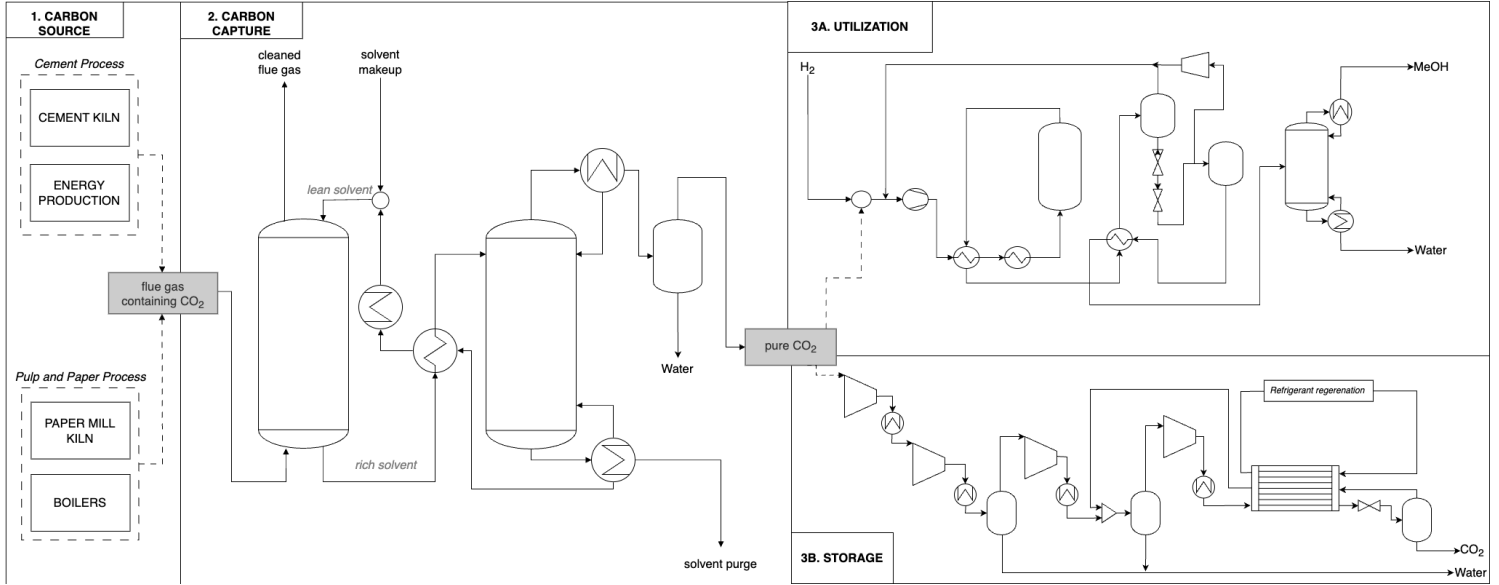 1. CARBON
SOURCE
2. CARBON
CAPTURE
3A. UTILIZATION
Cement Process
CEMENT KILN
ENERGY
PRODUCTION
flue gas
containing CO₂
Pulp and Paper Process
PAPER MILL
KILN
BOILERS
cleaned
flue gas
solvent
makeup
lean solvent
rich solvent
Water
solvent purge
pure CO₂
H₂
MeOH
Water
Refrigerant regerenation
3B. STORAGE
CO₂
Water